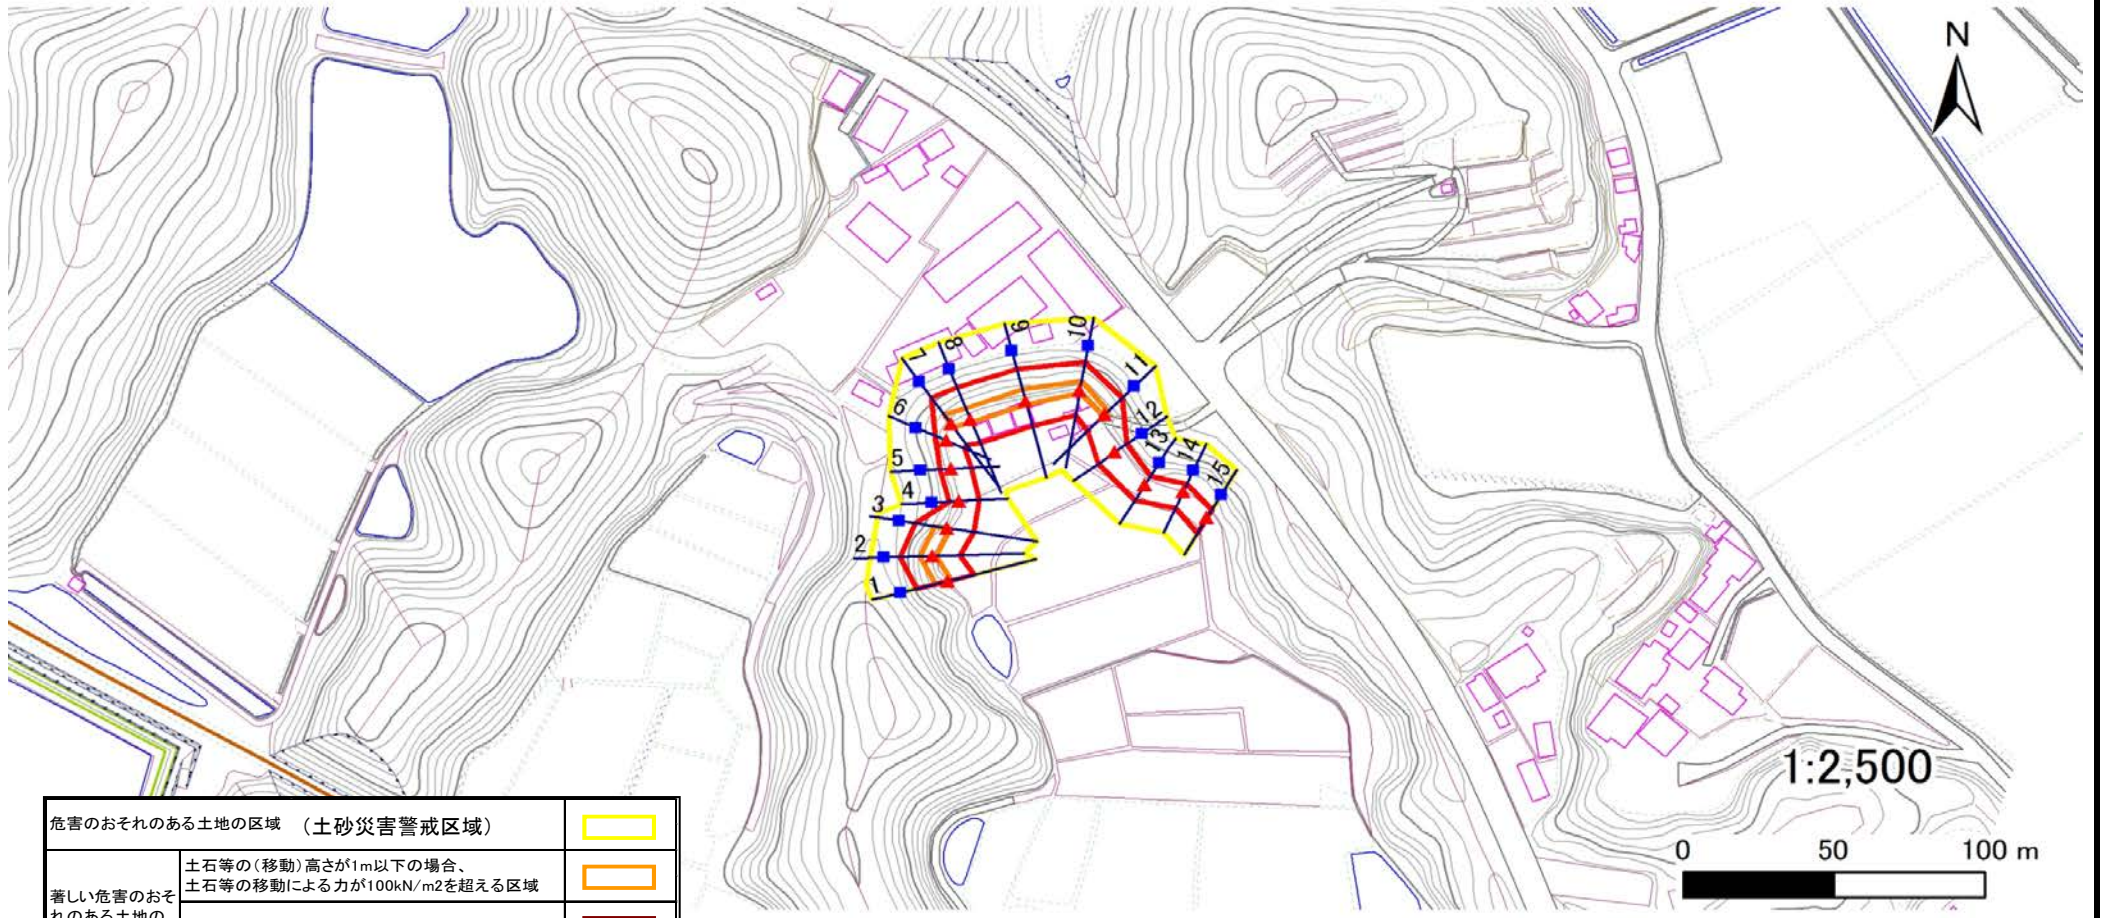 N
10
9
8
7
11
6
12
13
14
5
15
4
3
2
1
1:2,500
0 50 100 m
危害のおそれのある土地の区域 （土砂災害警戒区域）
土石等の（移動）高さが1m以下の場合、
土石等の移動による力が100kN/m2を超える区域
著しい危害のおそ
れのある土地の